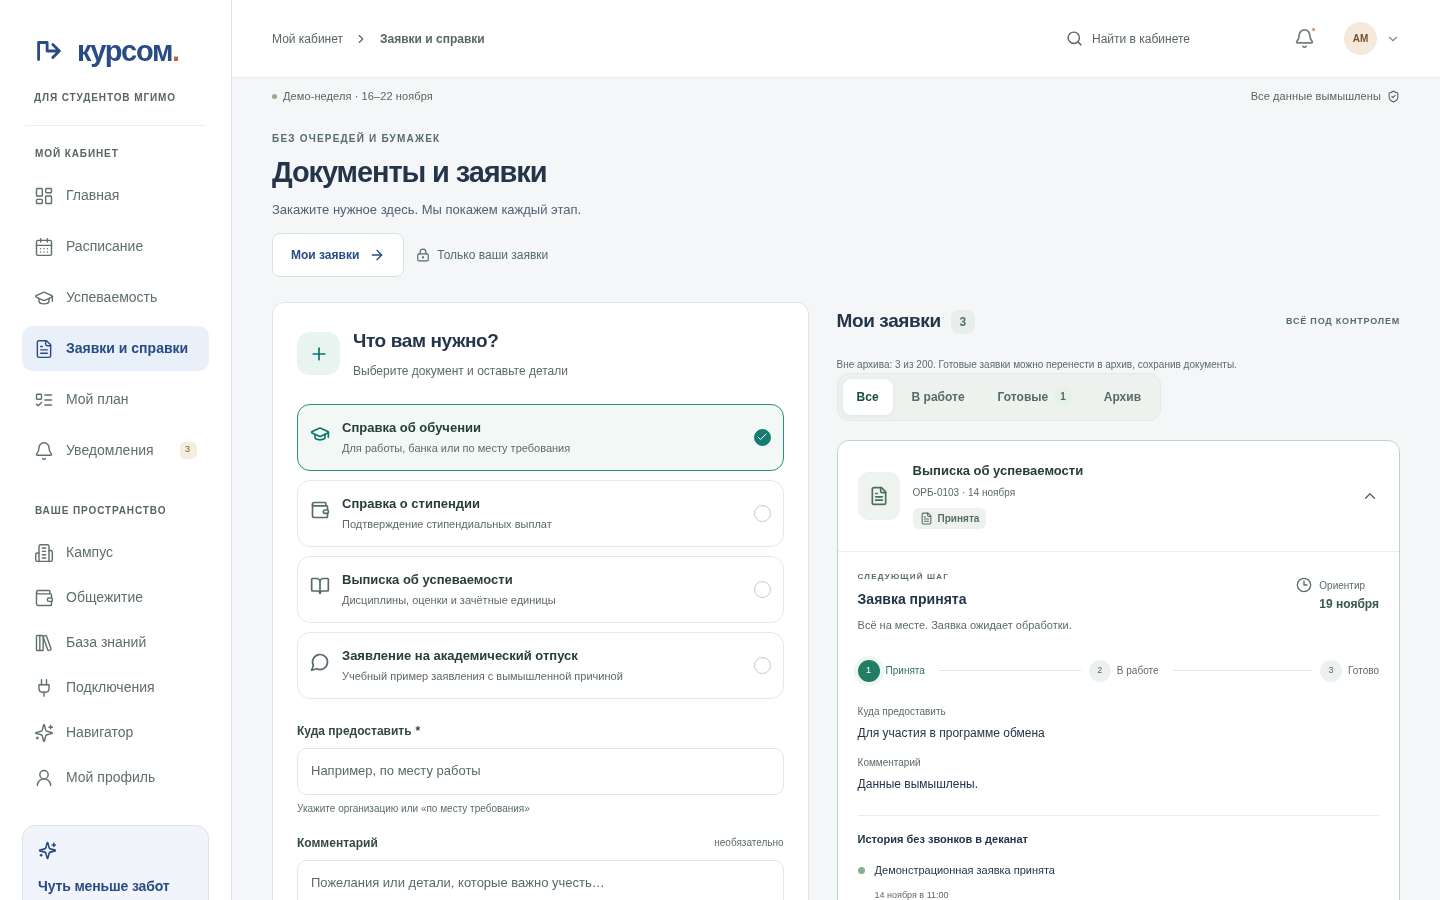 курсом.
ДЛЯ СТУДЕНТОВ МГИМО
МОЙ КАБИНЕТ
Главная
Расписание
Успеваемость
Заявки и справки
Мой план
Уведомления 3
ВАШЕ ПРОСТРАНСТВО
Кампус
Общежитие
База знаний
Подключения
Навигатор
Мой профиль
Чуть меньше забот
Мой кабинет Заявки и справки
Найти в кабинете
АМ
Демо-неделя · 16–22 ноября
Все данные вымышлены
БЕЗ ОЧЕРЕДЕЙ И БУМАЖЕК
Документы и заявки
Закажите нужное здесь. Мы покажем каждый этап.
Мои заявки
Только ваши заявки
Что вам нужно?
Выберите документ и оставьте детали
Справка об обучении
Для работы, банка или по месту требования
Справка о стипендии
Подтверждение стипендиальных выплат
Выписка об успеваемости
Дисциплины, оценки и зачётные единицы
Заявление на академический отпуск
Учебный пример заявления с вымышленной причиной
Куда предоставить *
Например, по месту работы
Укажите организацию или «по месту требования»
Комментарий необязательно
Пожелания или детали, которые важно учесть…
Мои заявки 3
ВСЁ ПОД КОНТРОЛЕМ
Вне архива: 3 из 200. Готовые заявки можно перенести в архив, сохранив документы.
Все В работе Готовые 1 Архив
Выписка об успеваемости
ОРБ-0103 · 14 ноября
Принята
СЛЕДУЮЩИЙ ШАГ
Заявка принята
Всё на месте. Заявка ожидает обработки.
Ориентир
19 ноября
1 Принята 2 В работе 3 Готово
Куда предоставить
Для участия в программе обмена
Комментарий
Данные вымышлены.
История без звонков в деканат
Демонстрационная заявка принята
14 ноября в 11:00